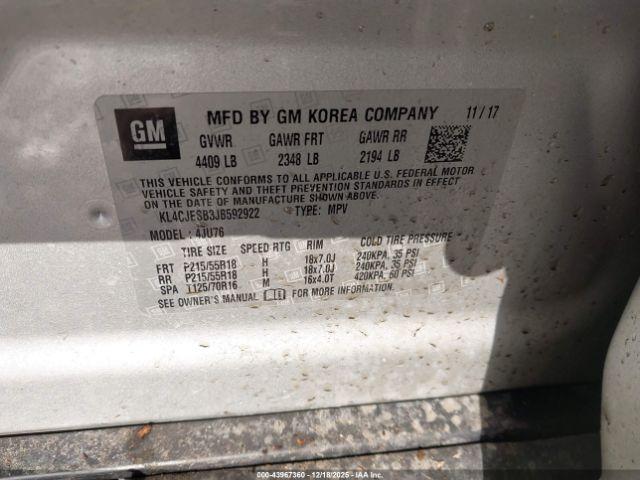 GM
MFD BY GM KOREA COMPANY 11/17
GVWR GAWR FRT GAWR RR
4409 LB 2348 LB 2194 LB
THIS VEHICLE CONFORMS TO ALL APPLICABLE U.S. FEDERAL MOTOR
VEHICLE SAFETY AND THEFT PREVENTION STANDARDS IN EFFECT
ON THE DATE OF MANUFACTURE SHOWN ABOVE.
KL4CJESB3JB592922 TYPE: MPV
MODEL: 4JU76
TIRE SIZE SPEED RTG RIM COLD TIRE PRESSURE
FRT P215/55R18 H 18x7.0J 240KPA, 35 PSI
RR P215/55R18 H 18x7.0J 240KPA, 35 PSI
SPA T125/70R16 M 16x4.0T 420KPA, 60 PSI
SEE OWNER'S MANUAL FOR MORE INFORMATION.
000-43967360 - 12/18/2025 - IAAI.COM